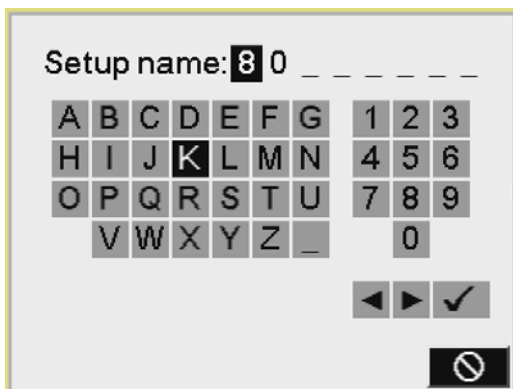 Setup name: 8 0 _ _ _ _ _ _
A B C D E F G 1 2 3
H I J K L M N 4 5 6
O P Q R S T U 7 8 9
V W X Y Z _ 0